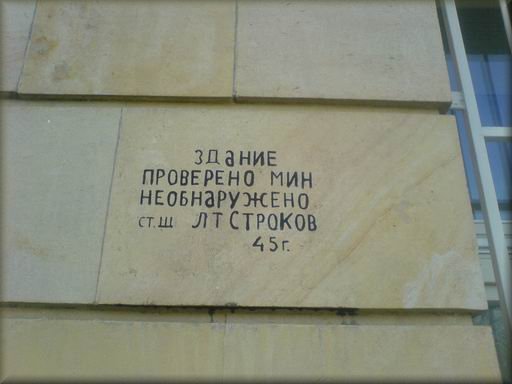 ЗДаНИЕ
ПРОВЕРЕНО МИН
НЕОБНАРУЖЕНО
СТ.Щ ЛТ СТРОКОВ
45г.